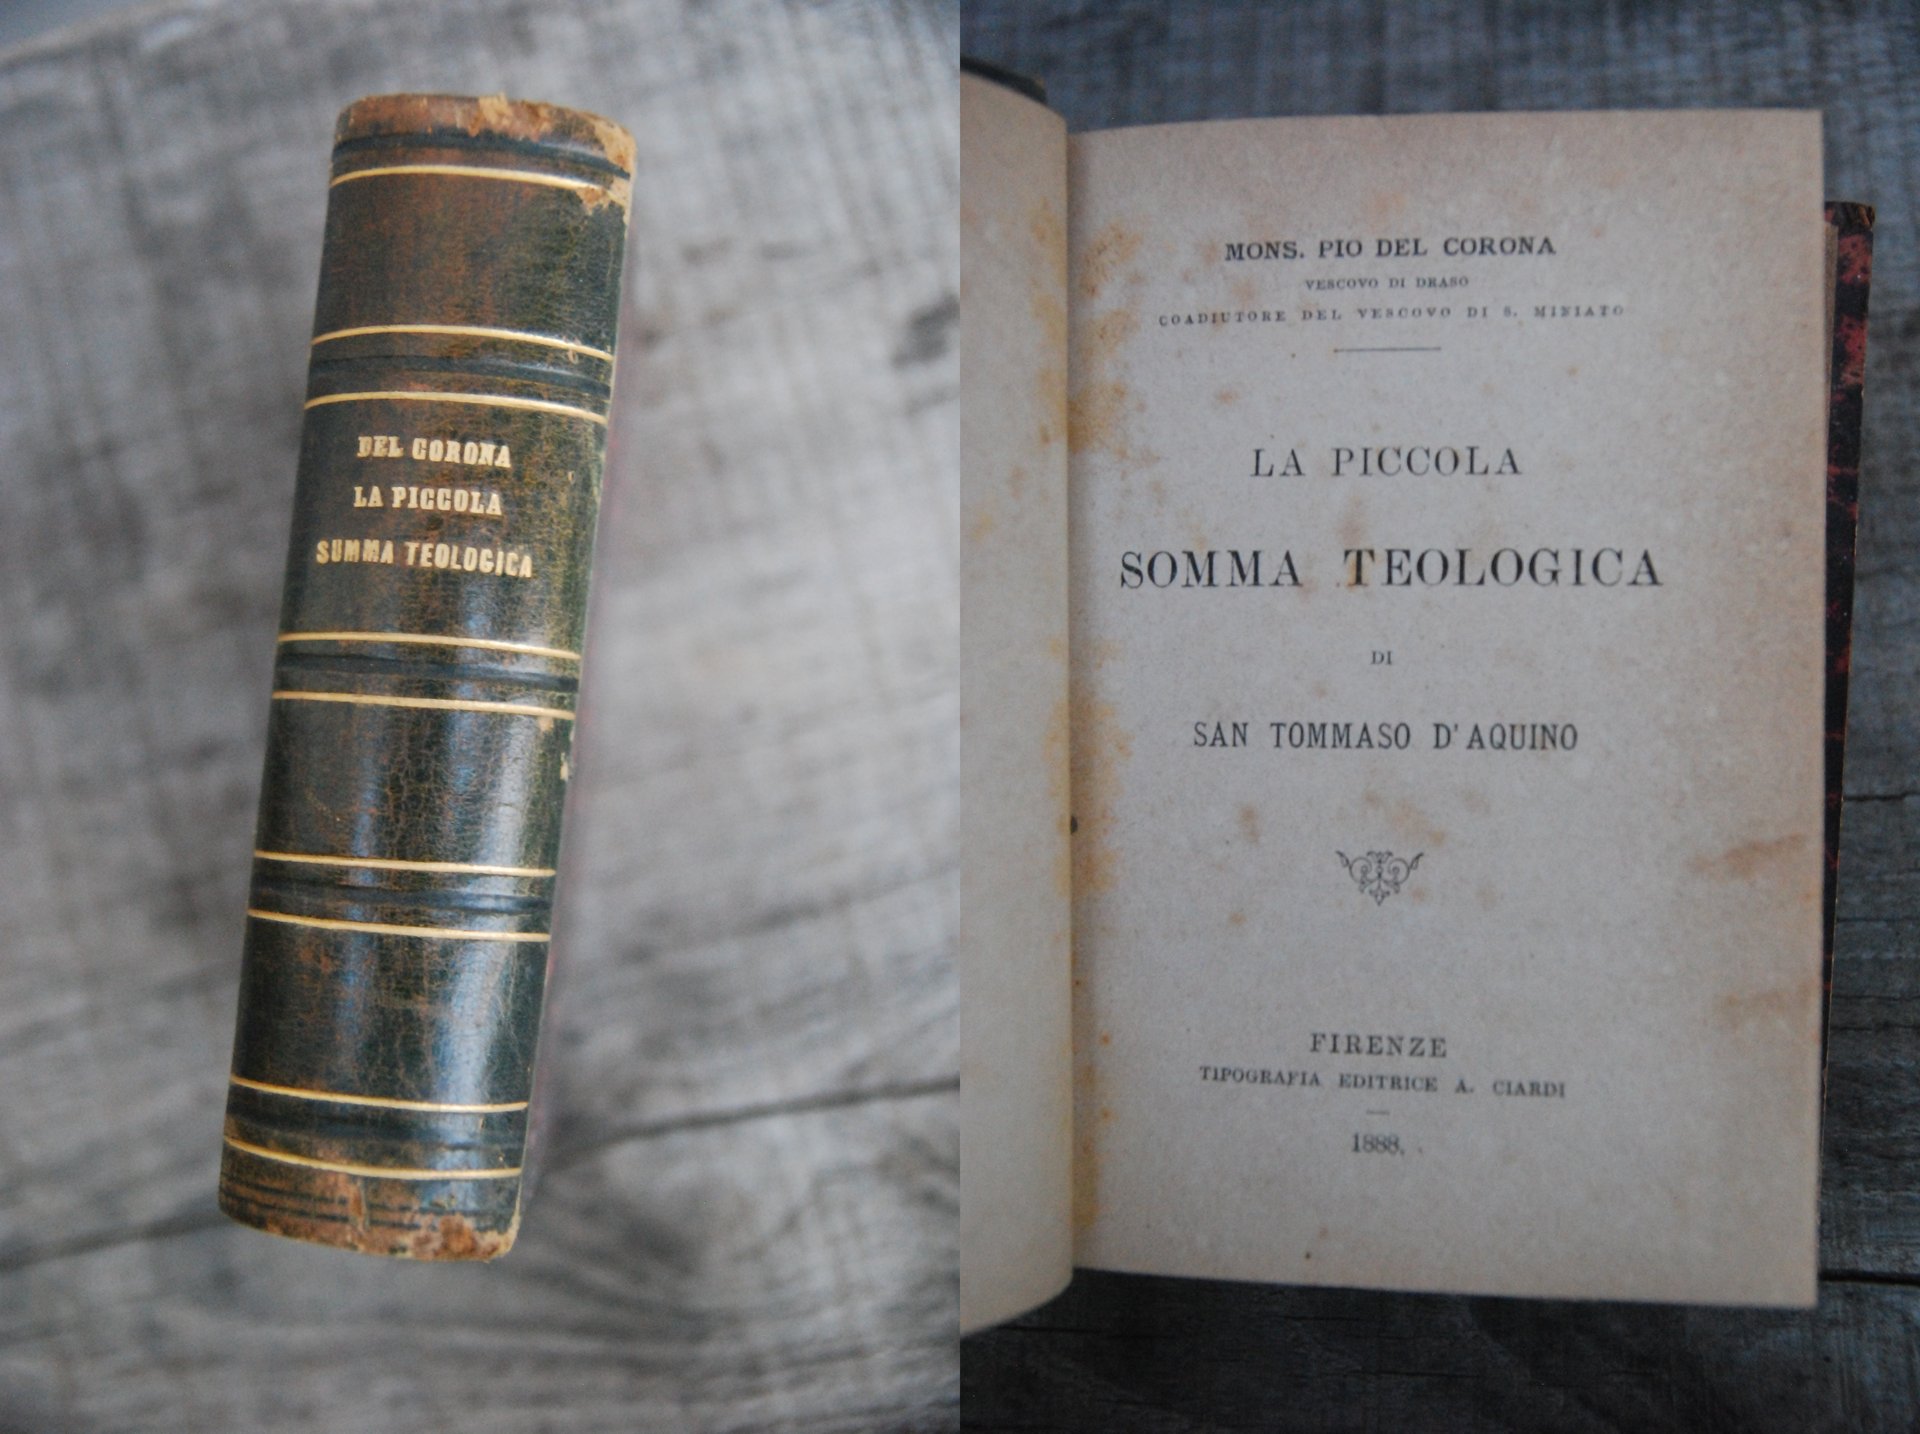 DEL CORONA
LA PICCOLA
SUMMA TEOLOGICA
MONS. PIO DEL CORONA
VESCOVO DI DRASO
COADIUTORE DEL VESCOVO DI S. MINIATO
LA PICCOLA
SOMMA TEOLOGICA
DI
SAN TOMMASO D'AQUINO
FIRENZE
TIPOGRAFIA EDITRICE A. CIARDI
1888.